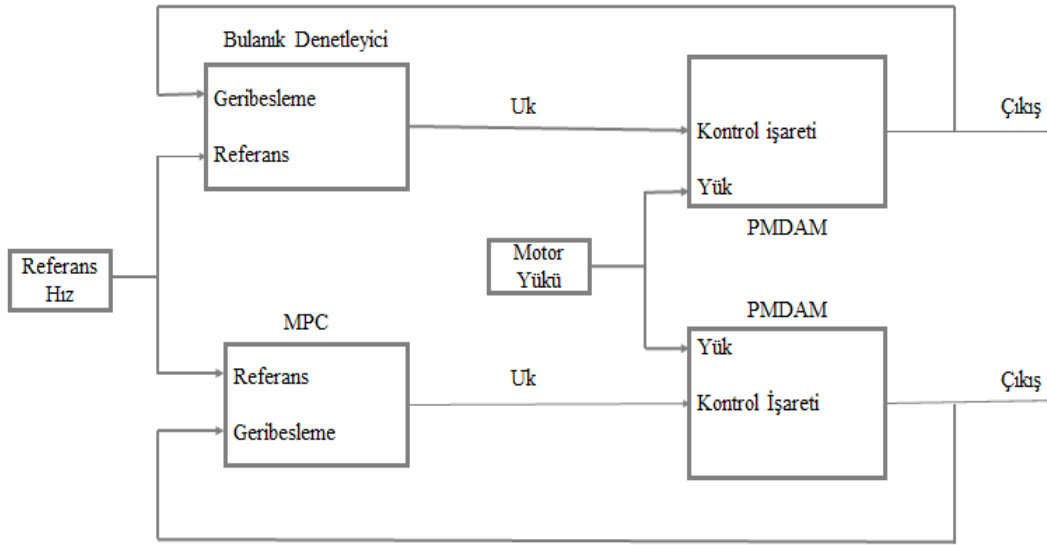 Bulanık Denetleyici
Geribesleme
Referans
Uk
Kontrol işareti
Yük
Çıkış
PMDAM
Referans
Hız
Motor
Yükü
MPC
Referans
Geribesleme
Uk
PMDAM
Yük
Kontrol İşareti
Çıkış